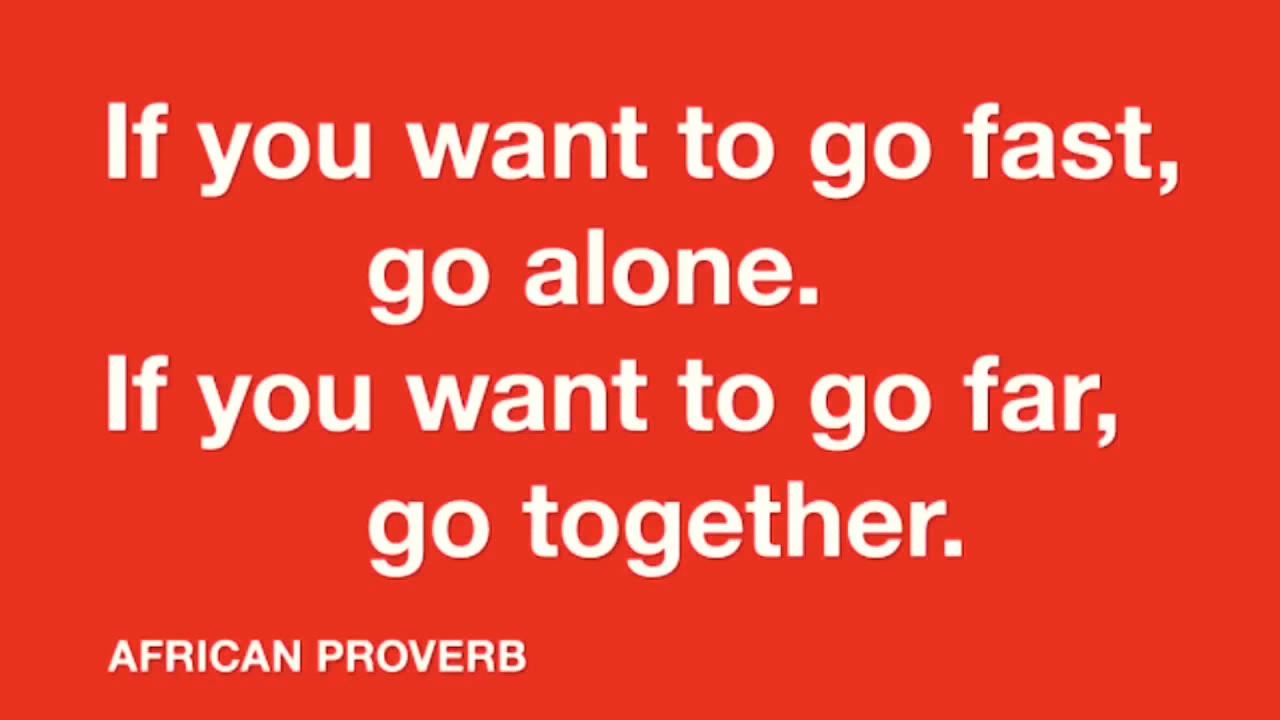 If you want to go fast,
go alone.
If you want to go far,
go together.
AFRICAN PROVERB